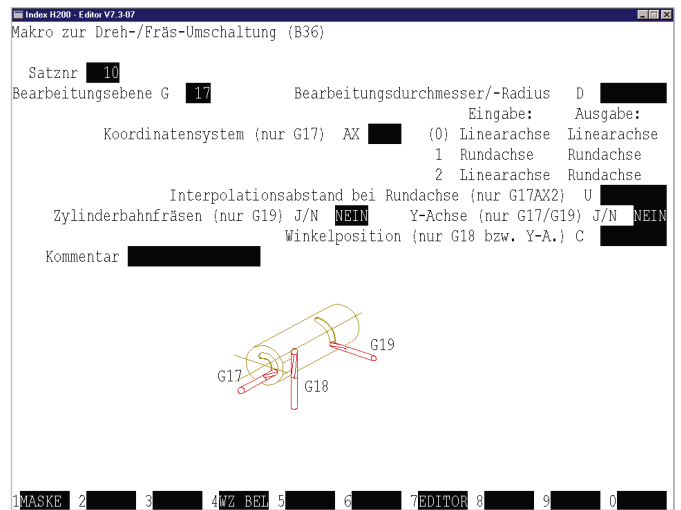 Index H200 - Editor V7.3-07
Makro zur Dreh-/Fräs-Umschaltung (B36)
Satznr 10
Bearbeitungsebene G 17 Bearbeitungsdurchmesser/-Radius D
Eingabe: Ausgabe:
Koordinatensystem (nur G17) AX (0) Linearachse Linearachse
1 Rundachse Rundachse
2 Linearachse Rundachse
Interpolationsabstand bei Rundachse (nur G17AX2) U
Zylinderbahnfräsen (nur G19) J/N NEIN Y-Achse (nur G17/G19) J/N NEIN
Winkelposition (nur G18 bzw. Y-A.) C
Kommentar
G19
G17
G18
1MASKE 2 3 4WZ BEL 5 6 7EDITOR 8 9 0